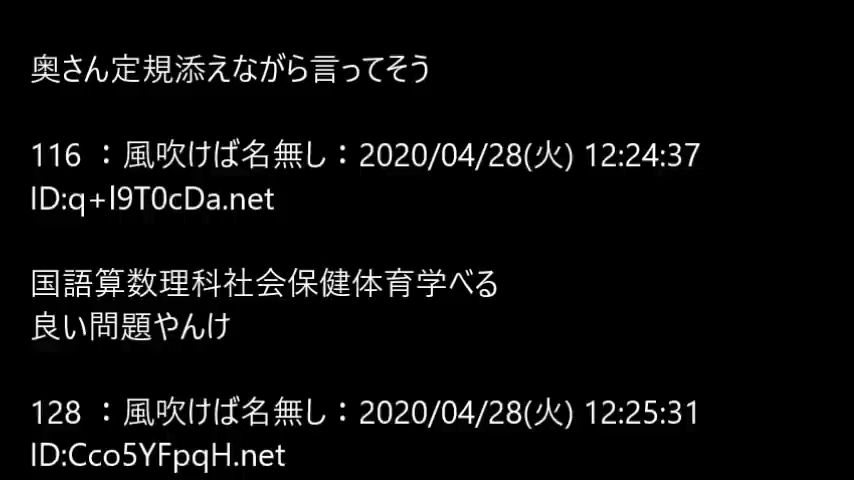 奥さん定規添えながら言ってそう
116 ：風吹けば名無し：2020/04/28(火) 12:24:37
ID:q+l9T0cDa.net
国語算数理科社会保健体育学べる
良い問題やんけ
128 ：風吹けば名無し：2020/04/28(火) 12:25:31
ID:Cco5YFpqH.net